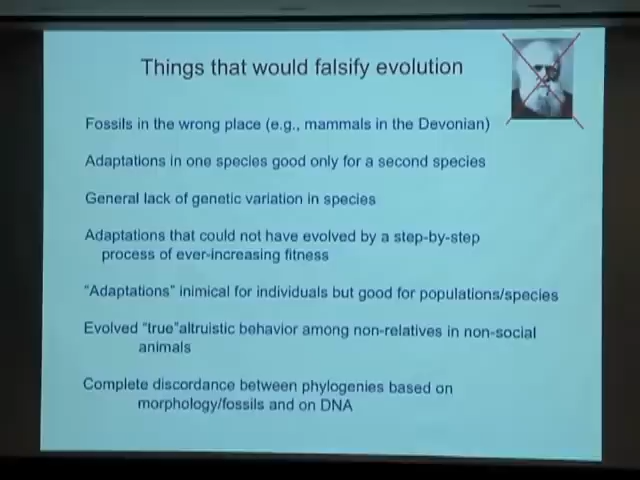 Things that would falsify evolution
Fossils in the wrong place (e.g., mammals in the Devonian)
Adaptations in one species good only for a second species
General lack of genetic variation in species
Adaptations that could not have evolved by a step-by-step
process of ever-increasing fitness
"Adaptations" inimical for individuals but good for populations/species
Evolved "true"altruistic behavior among non-relatives in non-social
animals
Complete discordance between phylogenies based on
morphology/fossils and on DNA